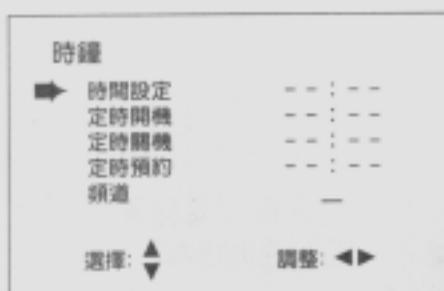 時鐘
時間設定 --:--
定時開機 --:--
定時關機 --:--
定時預約 --:--
頻道 —
選擇: ▲▼ 調整: ◀▶